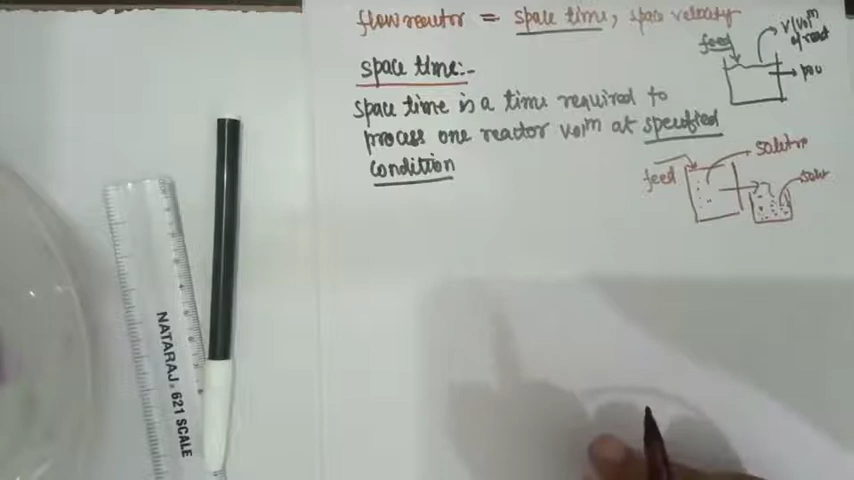 flow reactor = space time, space velocity
space time:-
space time is a time required to
process one reactor volm at specified
condition
feed
V(volm
of react
feed
NATARAJ 621 SCALE